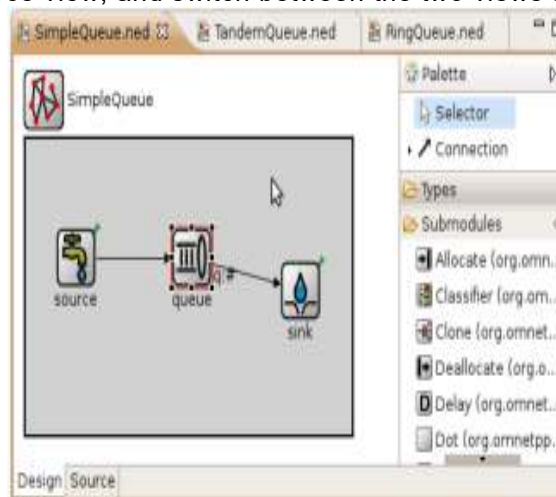 SimpleQueue.ned
TandemQueue.ned
RingQueue.ned
SimpleQueue
source
queue
q: #
sink
Palette
Selector
Connection
Types
Submodules
Allocate (org.omn...
Classifier (org.om...
Clone (org.omnet...
Deallocate (org.o...
Delay (org.omnet...
Dot (org.omnetpp.
Design Source